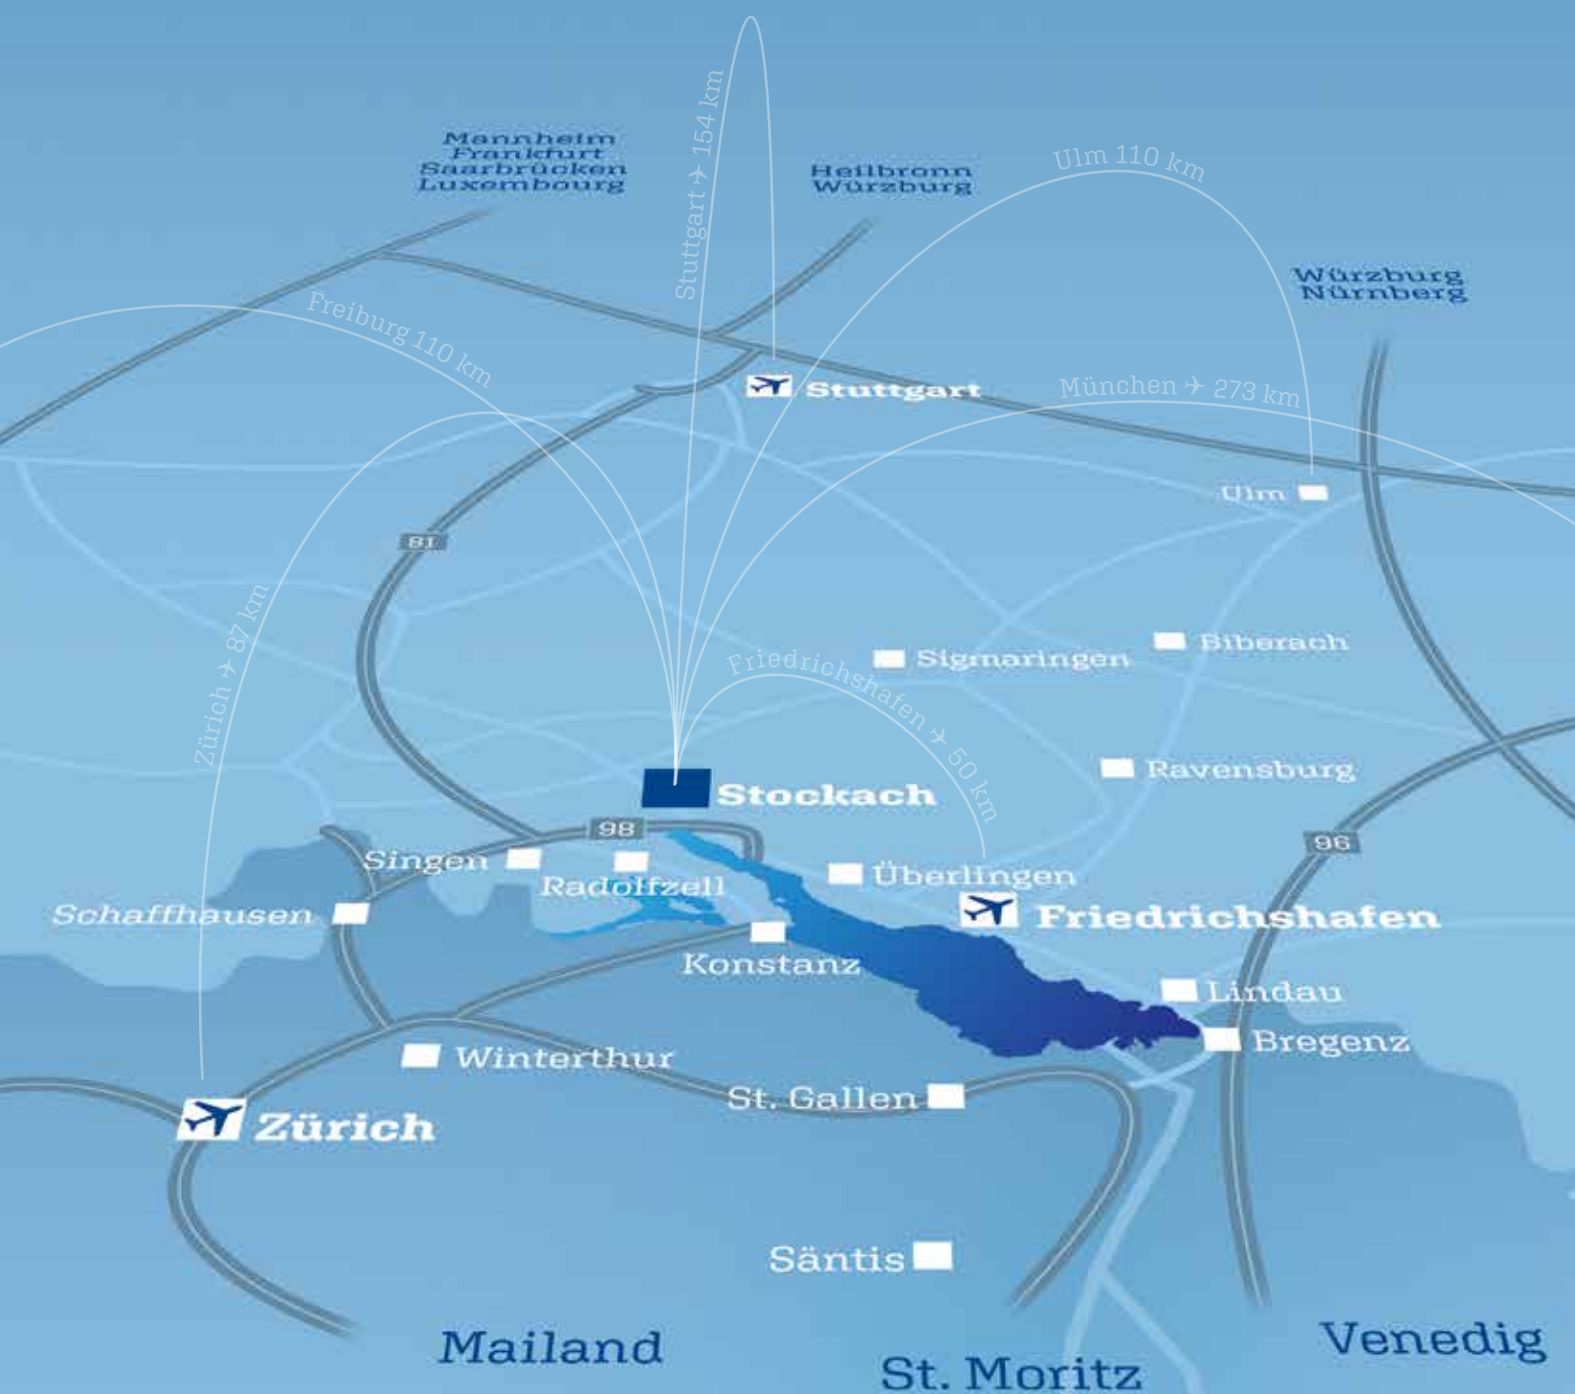 Mannheim
Frankfurt
Saarbrücken
Luxembourg
Stuttgart ✈ 154 km
Heilbronn
Würzburg
Ulm 110 km
Würzburg
Nürnberg
Freiburg 110 km
Stuttgart
München ✈ 273 km
Ulm
81
Zürich ✈ 87 km
Sigmaringen
Biberach
Friedrichshafen ✈ 50 km
Ravensburg
Stockach
98
96
Singen
Radolfzell
Überlingen
Schaffhausen
Friedrichshafen
Konstanz
Lindau
Bregenz
Winterthur
St. Gallen
Zürich
Säntis
Mailand
St. Moritz
Venedig